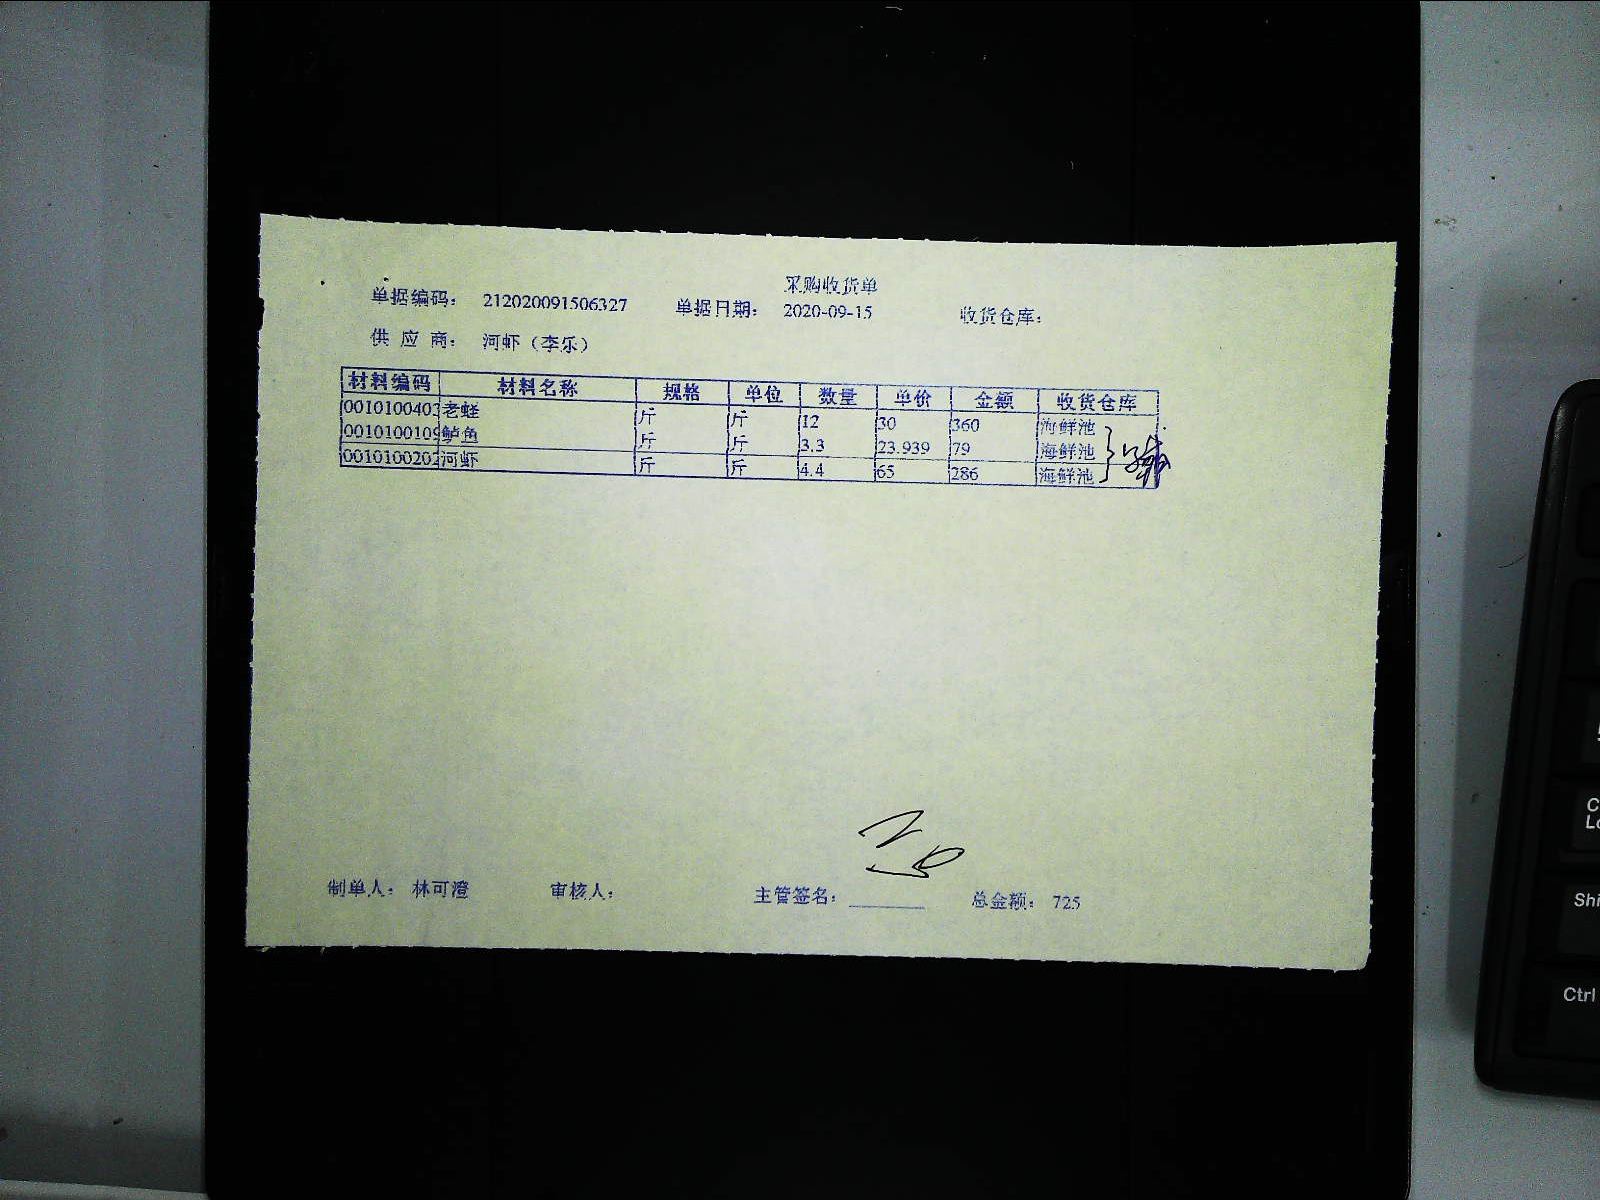 采购收货单
单据编码： 212020091506327 单据日期： 2020-09-15 收货仓库：
供 应 商： 河虾（李乐）
材料编码 材料名称 规格 单位 数量 单价 金额 收货仓库
0010100403 老蛏 斤 斤 12 30 360 海鲜池
0010100109 鲈鱼 斤 斤 3.3 23.939 79 海鲜池
0010100202 河虾 斤 斤 4.4 65 286 海鲜池
制单人： 林可澄 审核人： 主管签名： 总金额： 725
Shi
Ctrl